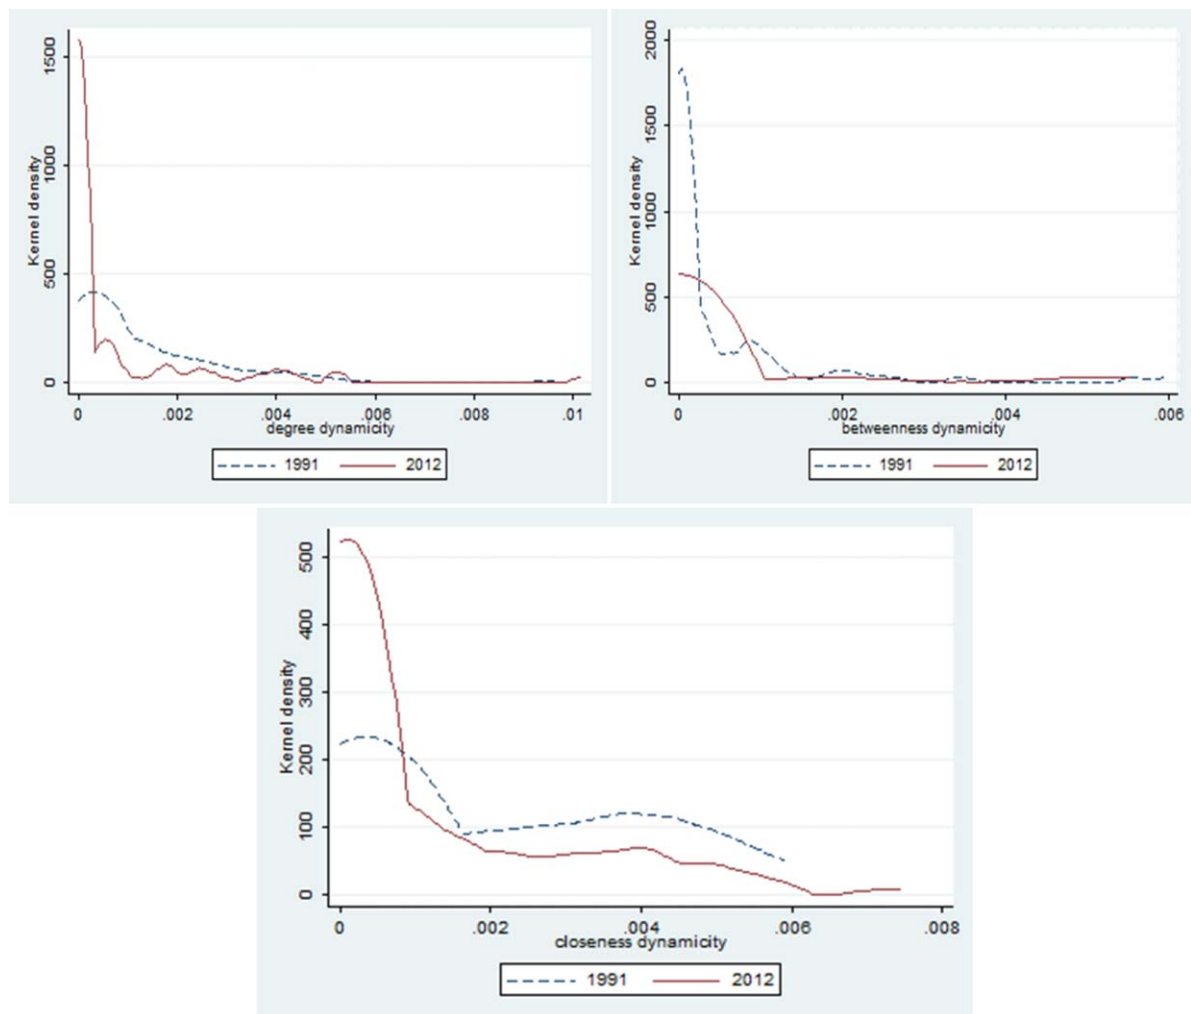 Kernel density
1500
1000
500
0
0 .002 .004 .006 .008 .01
degree dynamicity
1991 2012
Kernel density
2000
1500
1000
500
0
0 .002 .004 .006
betweenness dynamicity
1991 2012
Kernel density
500
400
300
200
100
0
0 .002 .004 .006 .008
closeness dynamicity
1991 2012